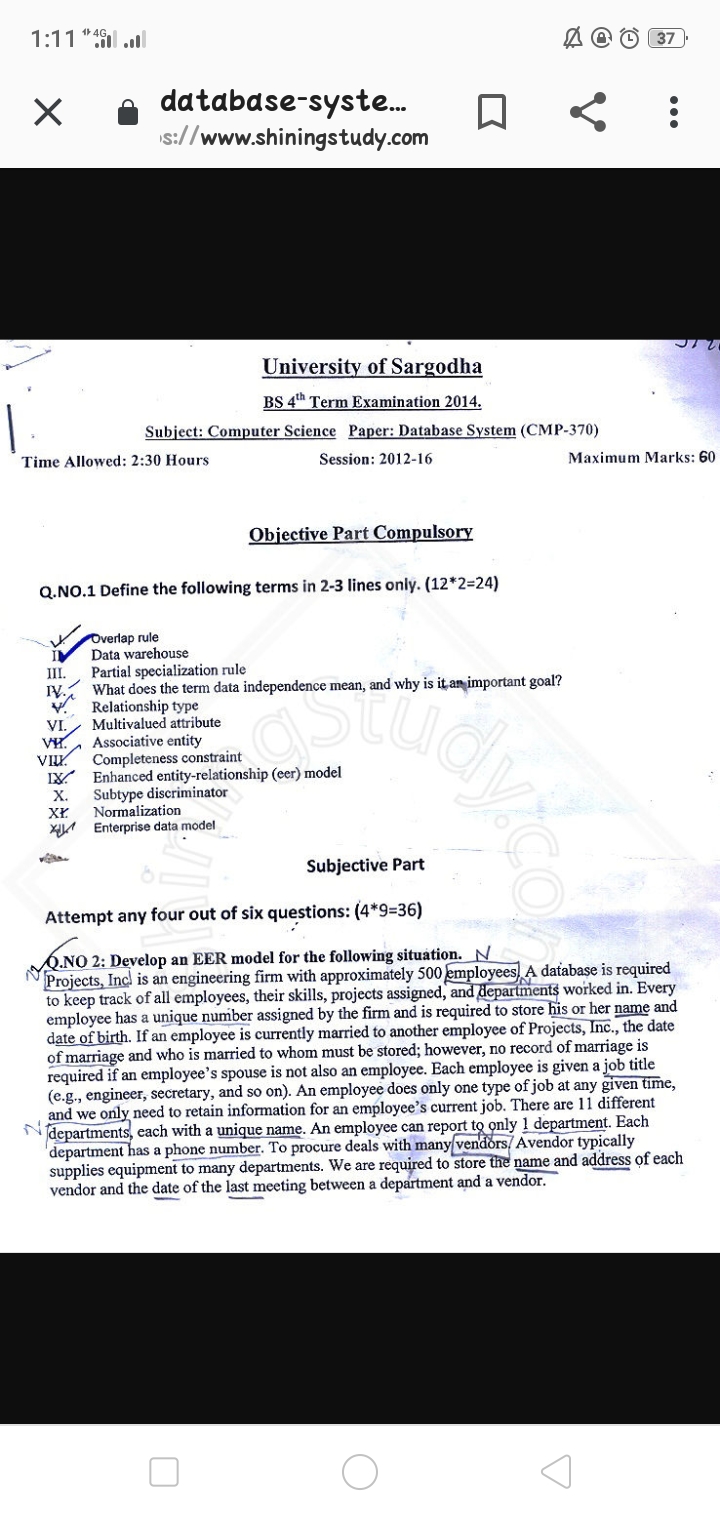 1:11 4G 37
database-syste...
s://www.shiningstudy.com
University of Sargodha
BS 4th Term Examination 2014.
Subject: Computer Science Paper: Database System (CMP-370)
Time Allowed: 2:30 Hours Session: 2012-16 Maximum Marks: 60
Objective Part Compulsory
Q.NO.1 Define the following terms in 2-3 lines only. (12*2=24)
I. Overlap rule
II. Data warehouse
III. Partial specialization rule
IV. What does the term data independence mean, and why is it an important goal?
V. Relationship type
VI. Multivalued attribute
VII. Associative entity
VIII. Completeness constraint
IX. Enhanced entity-relationship (eer) model
X. Subtype discriminator
XI. Normalization
XII. Enterprise data model
Subjective Part
Attempt any four out of six questions: (4*9=36)
Q.NO 2: Develop an EER model for the following situation. N
N Projects, Inc. is an engineering firm with approximately 500 employees. A database is required
to keep track of all employees, their skills, projects assigned, and departments worked in. Every
employee has a unique number assigned by the firm and is required to store his or her name and
date of birth. If an employee is currently married to another employee of Projects, Inc., the date
of marriage and who is married to whom must be stored; however, no record of marriage is
required if an employee's spouse is not also an employee. Each employee is given a job title
(e.g., engineer, secretary, and so on). An employee does only one type of job at any given time,
and we only need to retain information for an employee's current job. There are 11 different
N departments, each with a unique name. An employee can report to only 1 department. Each
department has a phone number. To procure deals with many vendors. Avendor typically
supplies equipment to many departments. We are required to store the name and address of each
vendor and the date of the last meeting between a department and a vendor.
shiningstudy.com